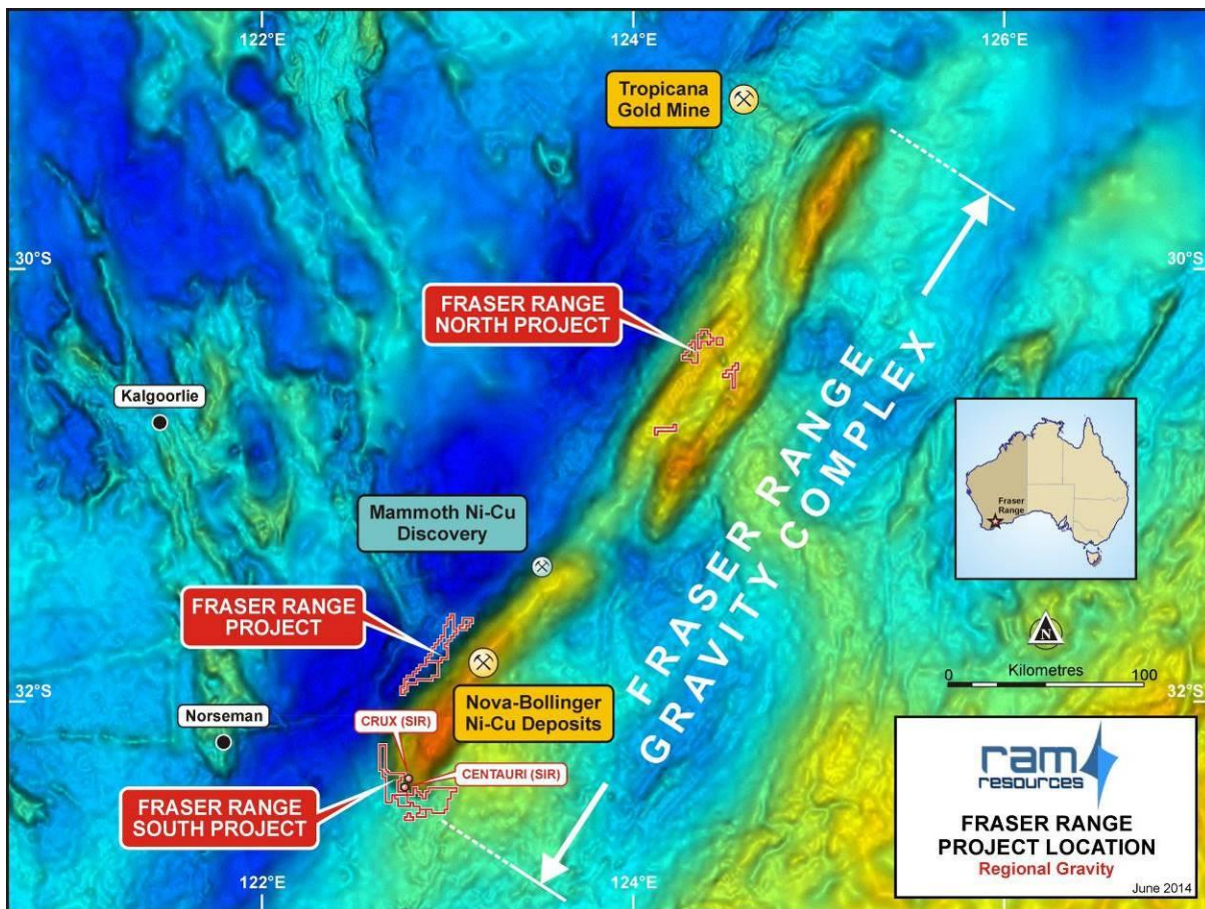 122°E
124°E
126°E
Tropicana
Gold Mine
30°S
30°S
FRASER RANGE
NORTH PROJECT
Kalgoorlie
FRASER RANGE
GRAVITY COMPLEX
Fraser
Range
Mammoth Ni-Cu
Discovery
FRASER RANGE
PROJECT
N
Kilometres
0
100
32°S
32°S
Nova-Bollinger
Ni-Cu Deposits
Norseman
CRUX (SIR)
CENTAURI (SIR)
FRASER RANGE
SOUTH PROJECT
ram
resources
FRASER RANGE
PROJECT LOCATION
Regional Gravity
June 2014
122°E
124°E